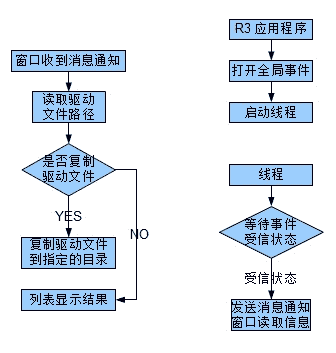 窗口收到消息通知
读取驱动
文件路径
是否复制
驱动文件
YES
NO
复制驱动文件
到指定的目录
列表显示结果
R3 应用程序
打开全局事件
启动线程
线程
等待事件
受信状态
受信状态
发送消息通知
窗口读取信息